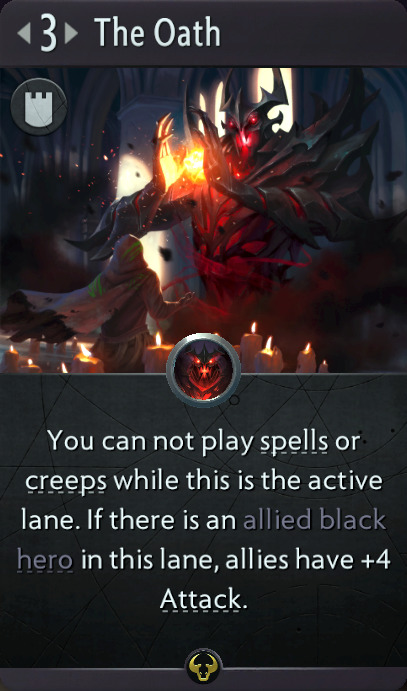 3 The Oath
You can not play spells or
creeps while this is the active
lane. If there is an allied black
hero in this lane, allies have +4
Attack.